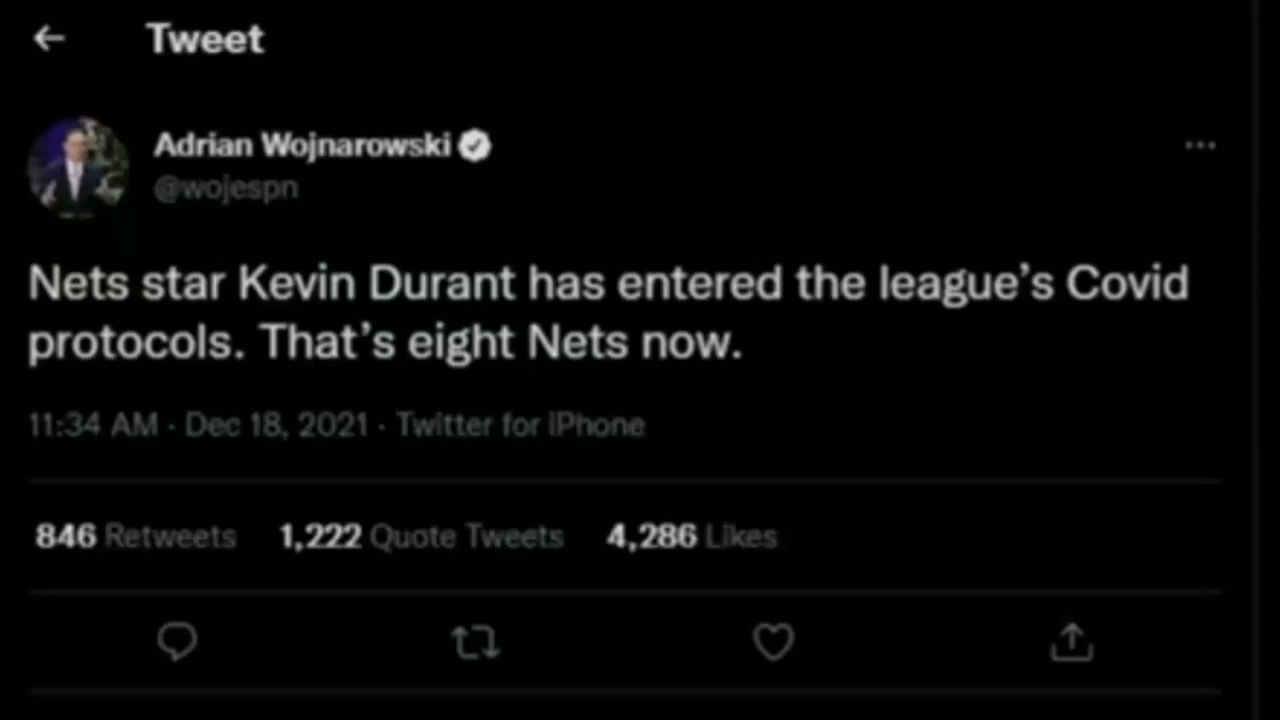 Tweet
Adrian Wojnarowski
@wojespn
Nets star Kevin Durant has entered the league’s Covid
protocols. That’s eight Nets now.
11:34 AM · Dec 18, 2021 · Twitter for iPhone
846 Retweets 1,222 Quote Tweets 4,286 Likes